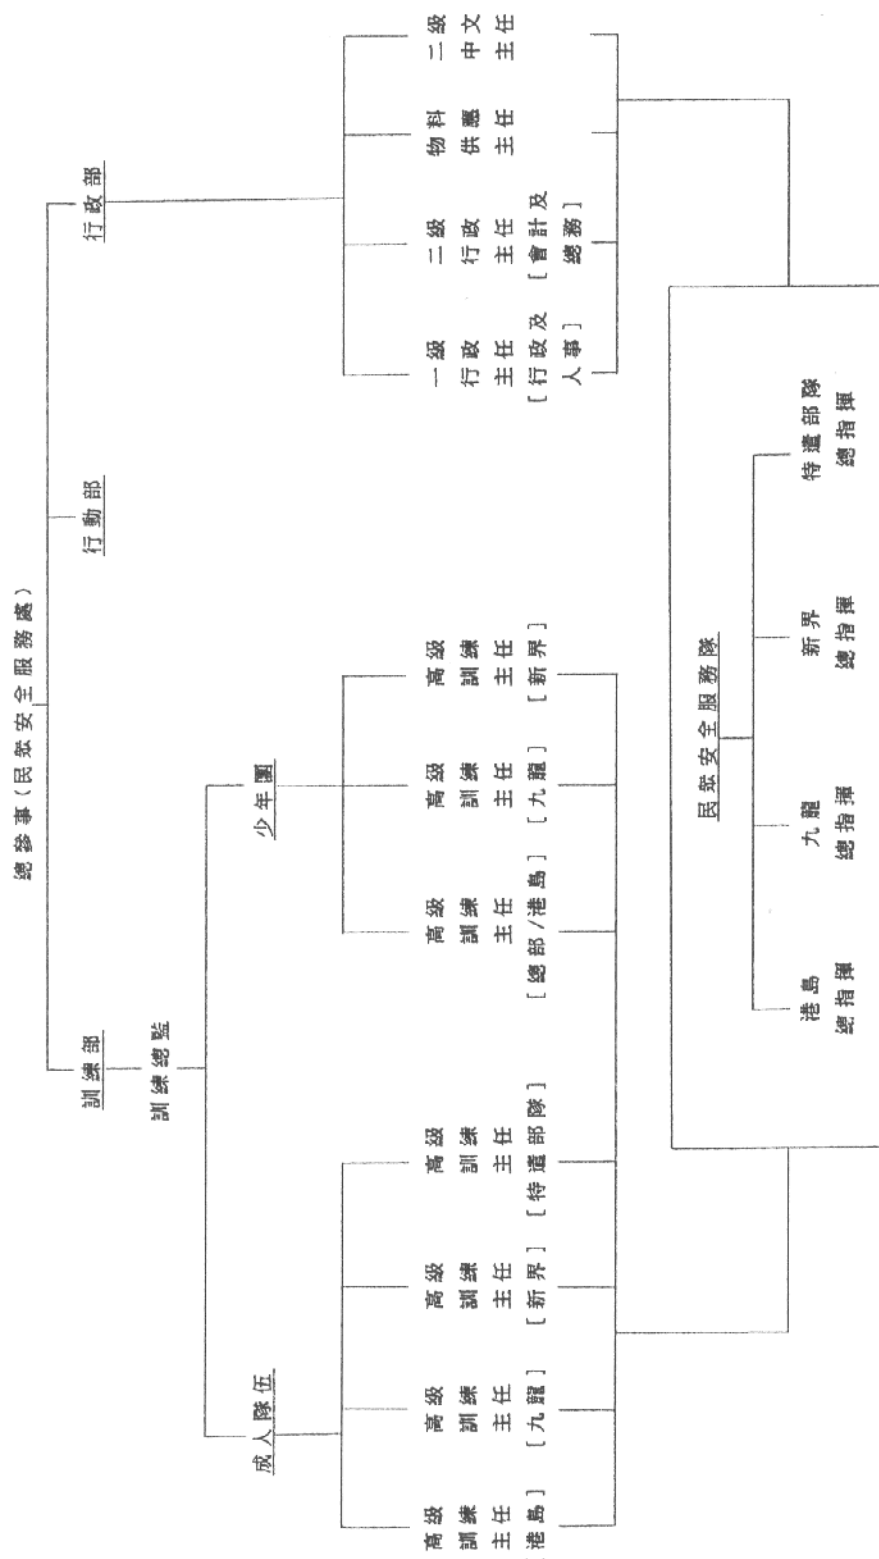 總參事(民眾安全服務處)
訓練部
行動部
行政部
訓練總監
成人隊伍
少年團
高級
訓練
主任
港島]
高級
訓練
主任
[九龍]
高級
訓練
主任
[新界]
高級
訓練
主任
[特遣部隊]
高級
訓練
主任
[總部/港島]
高級
訓練
主任
[九龍]
高級
訓練
主任
[新界]
一級
行政
主任
[行政及
人事]
二級
行政
主任
[會計及
總務]
物料
供應
主任
二級
中文
主任
民眾安全服務隊
港島
總指揮
九龍
總指揮
新界
總指揮
特遣部隊
總指揮